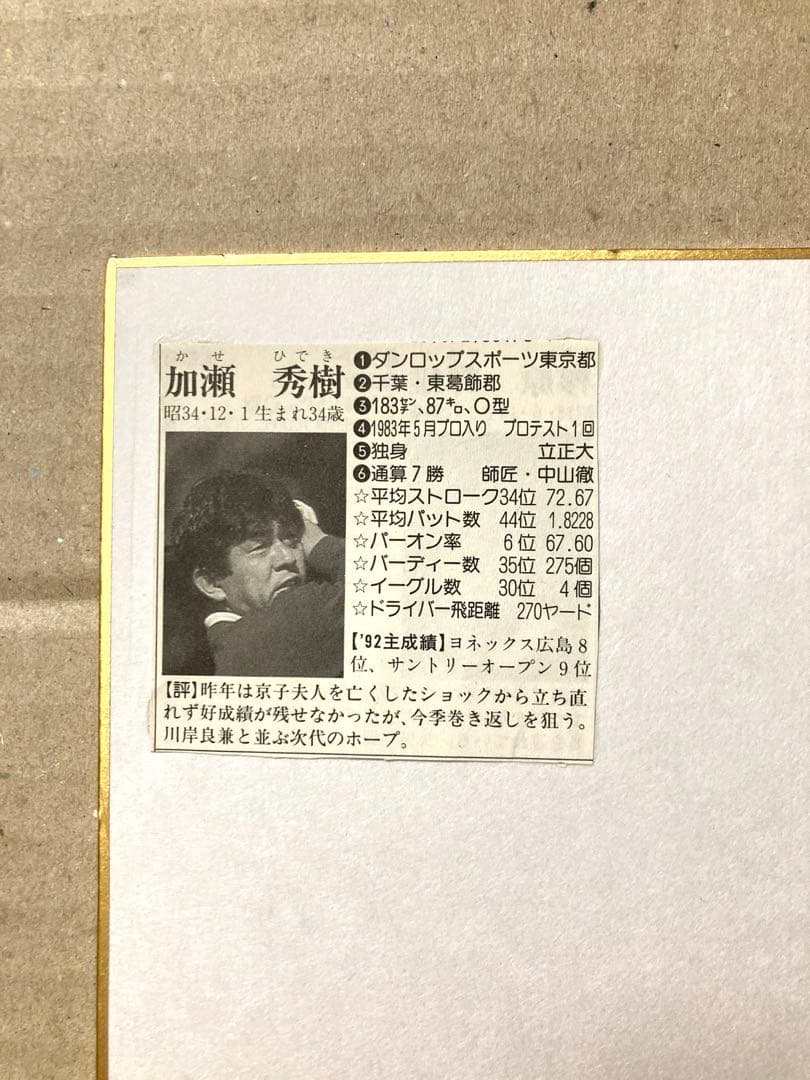 かせ ひでき
加瀬 秀樹
昭34・12・1生まれ34歳
❶ダンロップスポーツ東京都
❷千葉・東葛飾郡
❸183㌢、87㌔、O型
❹1983年5月プロ入り プロテスト1回
❺独身 立正大
❻通算7勝 師匠・中山徹
☆平均ストローク34位 72.67
☆平均パット数 44位 1.8228
☆パーオン率 6位 67.60
☆バーディー数 35位 275個
☆イーグル数 30位 4個
☆ドライバー飛距離 270ヤード
【'92主成績】ヨネックス広島8
位、サントリーオープン9位
【評】昨年は京子夫人を亡くしたショックから立ち直
れず好成績が残せなかったが、今季巻き返しを狙う。
川岸良兼と並ぶ次代のホープ。